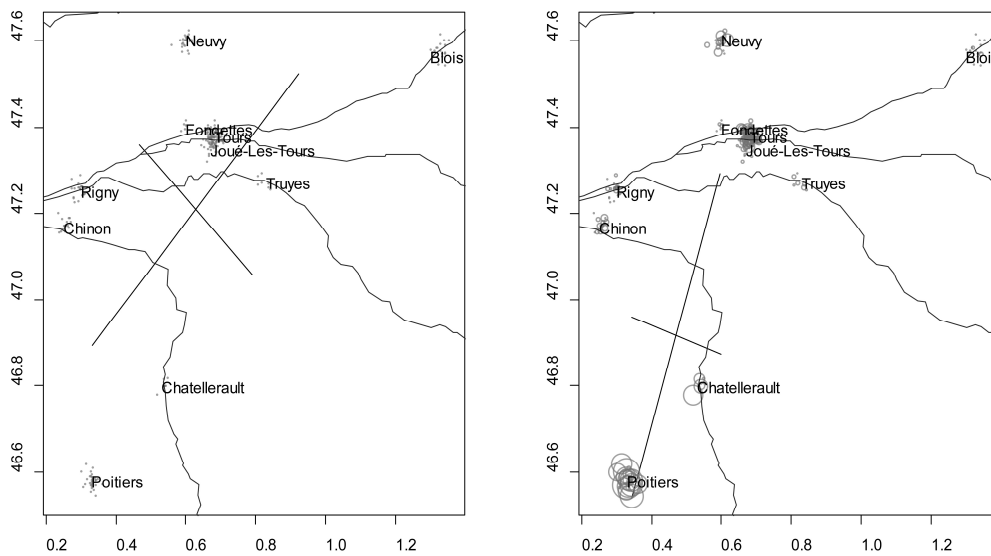 47.6
47.4
47.2
47.0
46.8
46.6
Neuvy
Blois
Fondettes
Tours
Joué-Les-Tours
Rigny
Truyes
Chinon
Chatellerault
Poitiers
0.2 0.4 0.6 0.8 1.0 1.2
47.6
47.4
47.2
47.0
46.8
46.6
Neuvy
Bloi
Fondettes
Tours
Joué-Les-Tours
Rigny
Truyes
Chinon
Chatellerault
Poitiers
0.2 0.4 0.6 0.8 1.0 1.2